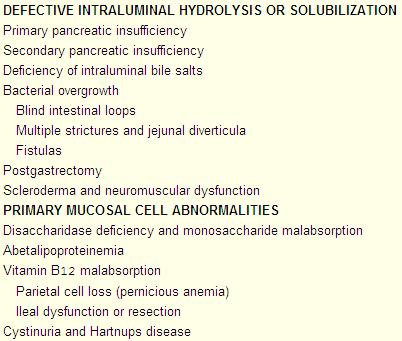 DEFECTIVE INTRALUMINAL HYDROLYSIS OR SOLUBILIZATION
Primary pancreatic insufficiency
Secondary pancreatic insufficiency
Deficiency of intraluminal bile salts
Bacterial overgrowth
Blind intestinal loops
Multiple strictures and jejunal diverticula
Fistulas
Postgastrectomy
Scleroderma and neuromuscular dysfunction
PRIMARY MUCOSAL CELL ABNORMALITIES
Disaccharidase deficiency and monosaccharide malabsorption
Abetalipoproteinemia
Vitamin B12 malabsorption
Parietal cell loss (pernicious anemia)
Ileal dysfunction or resection
Cystinuria and Hartnups disease